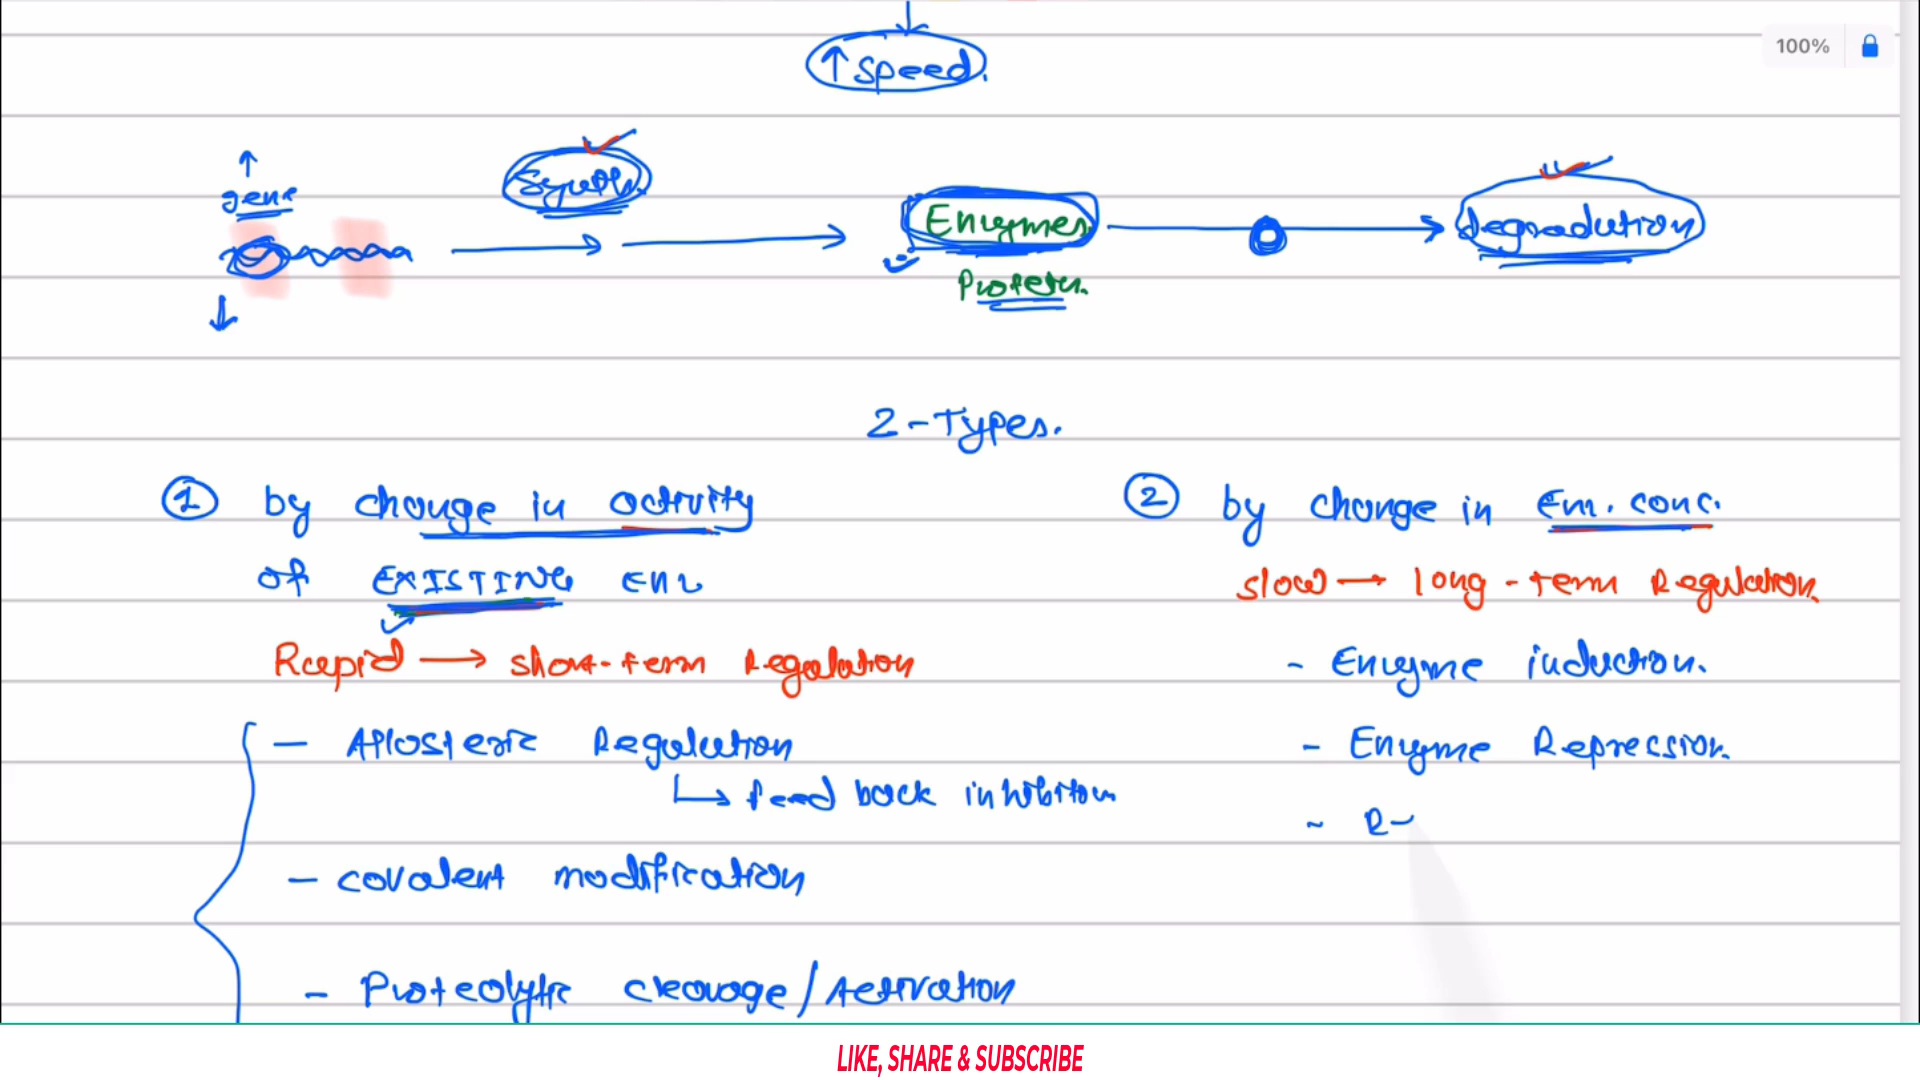 ↑ speed.
100%
↑
gene
Synth.
Enzymes
degradation
Protein.
2-Types.
① by change in activity
of EXISTING Enz
Rapid → short-term Regulation
- Allosteric Regulation
↳ feed back inhibition
- covalent modification
- Proteolytic cleavage/Activation
② by change in Enz. conc.
slow → long-term Regulation.
- Enzyme induction.
- Enzyme Repression.
- R
LIKE, SHARE & SUBSCRIBE